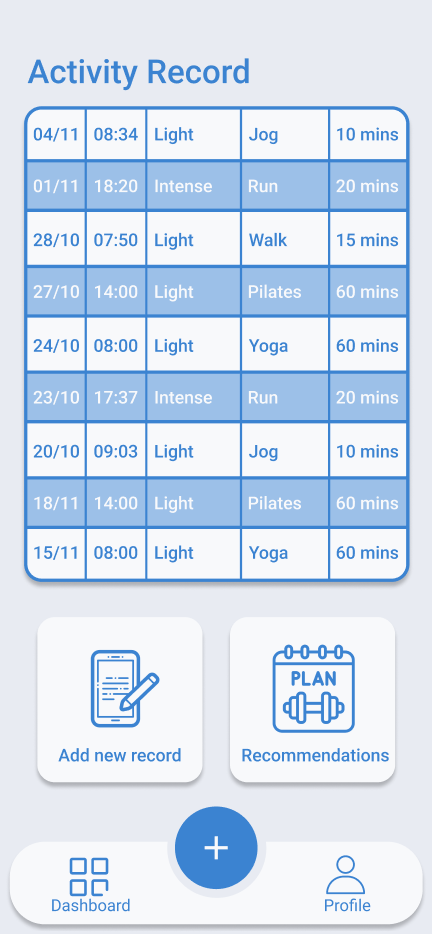 Activity Record
04/11 08:34 Light Jog 10 mins
01/11 18:20 Intense Run 20 mins
28/10 07:50 Light Walk 15 mins
27/10 14:00 Light Pilates 60 mins
24/10 08:00 Light Yoga 60 mins
23/10 17:37 Intense Run 20 mins
20/10 09:03 Light Jog 10 mins
18/11 14:00 Light Pilates 60 mins
15/11 08:00 Light Yoga 60 mins
PLAN
Add new record Recommendations
+
Dashboard Profile